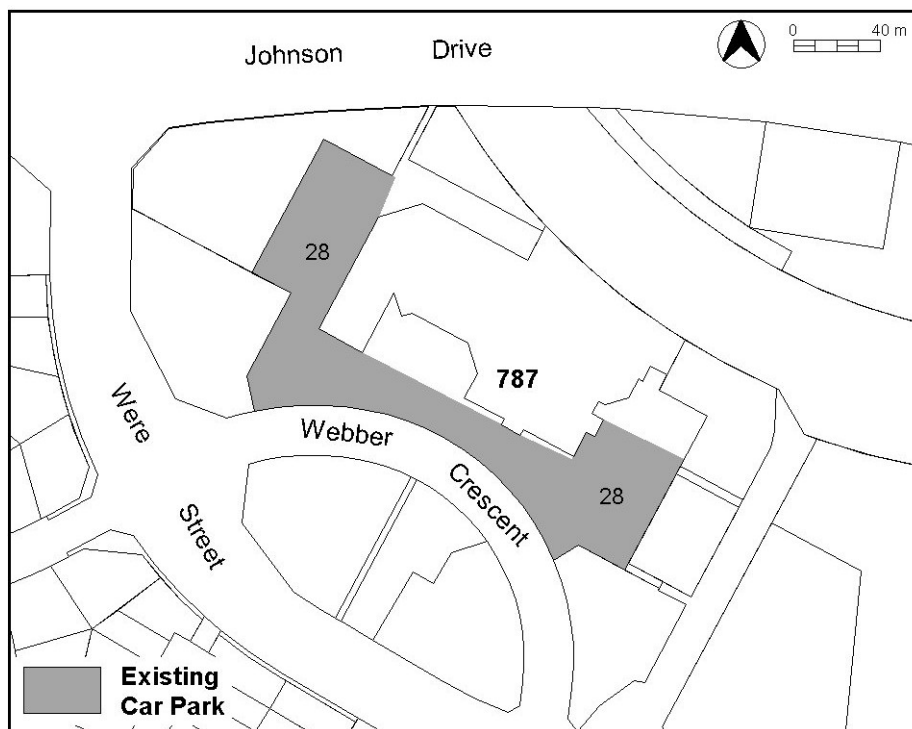 Johnson Drive
0 40 m
28
787
Were
Street
Webber
Crescent
28
Existing
Car Park